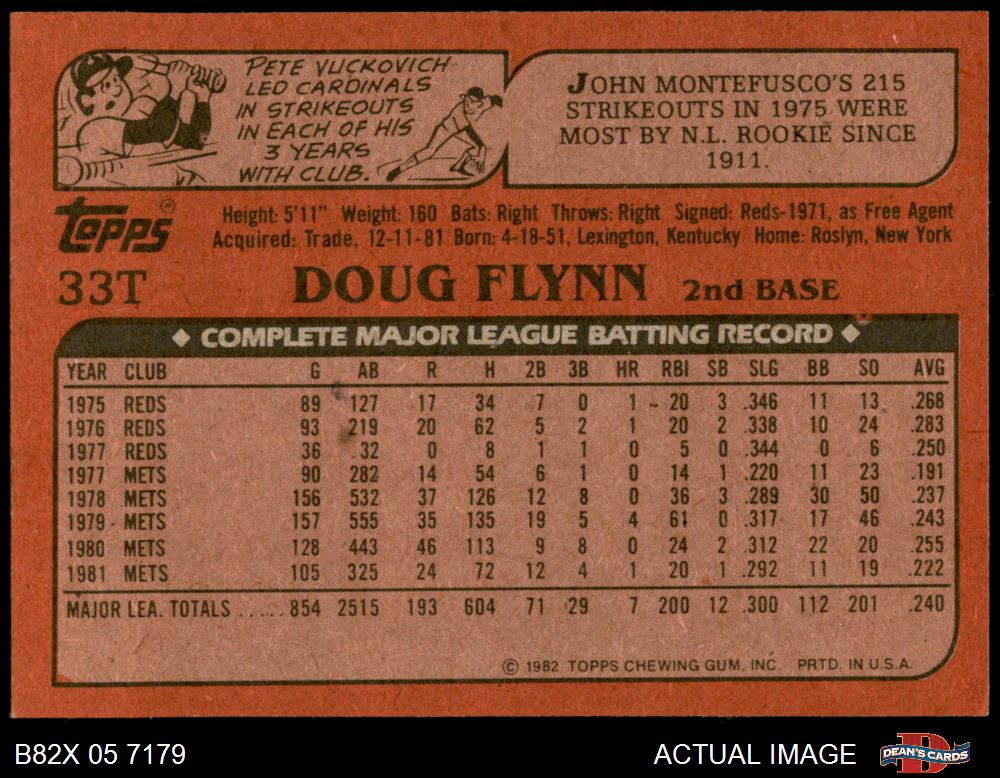 PETE VUCKOVICH
LED CARDINALS
IN STRIKEOUTS
IN EACH OF HIS
3 YEARS
WITH CLUB.
JOHN MONTEFUSCO'S 215
STRIKEOUTS IN 1975 WERE
MOST BY N.L. ROOKIE SINCE
1911.
Topps ®
Height: 5'11" Weight: 160 Bats: Right Throws: Right Signed: Reds-1971, as Free Agent
Acquired: Trade, 12-11-81 Born: 4-18-51, Lexington, Kentucky Home: Roslyn, New York
33T DOUG FLYNN 2nd BASE
◆ COMPLETE MAJOR LEAGUE BATTING RECORD ◆
YEAR CLUB G AB R H 2B 3B HR RBI SB SLG BB SO AVG
1975 REDS 89 127 17 34 7 0 1 20 3 .346 11 13 .268
1976 REDS 93 219 20 62 5 2 1 20 2 .338 10 24 .283
1977 REDS 36 32 0 8 1 1 0 5 0 .344 0 6 .250
1977 METS 90 282 14 54 6 1 0 14 1 .220 11 23 .191
1978 METS 156 532 37 126 12 8 0 36 3 .289 30 50 .237
1979 METS 157 555 35 135 19 5 4 61 0 .317 17 46 .243
1980 METS 128 443 46 113 9 8 0 24 2 .312 22 20 .255
1981 METS 105 325 24 72 12 4 1 20 1 .292 11 19 .222
MAJOR LEA. TOTALS ..... 854 2515 193 604 71 29 7 200 12 .300 112 201 .240
© 1982 TOPPS CHEWING GUM, INC. PRTD. IN U.S.A.
B82X 05 7179 ACTUAL IMAGE DEAN'S CARDS